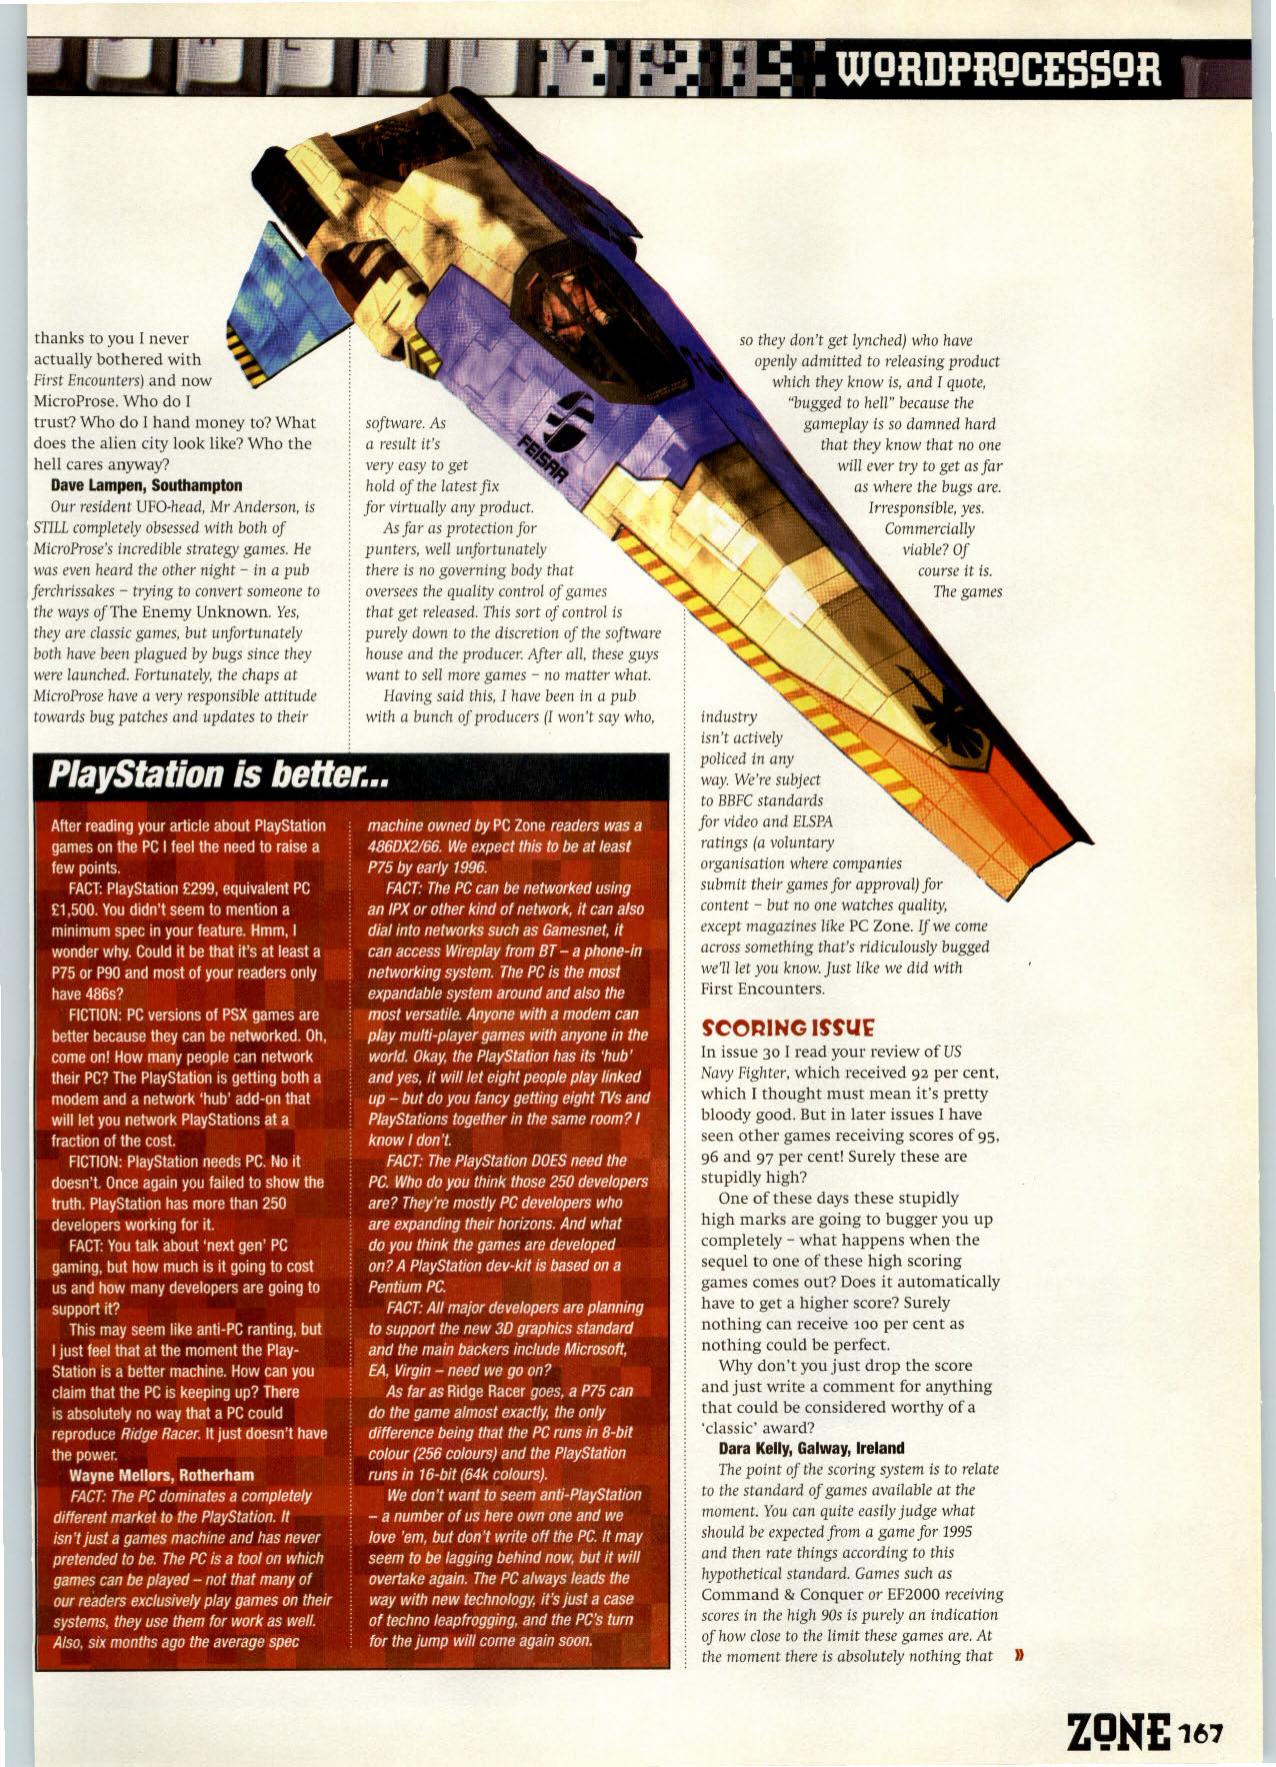 WORDPROCESSOR
thanks to you I never
actually bothered with
First Encounters) and now
MicroProse. Who do I
trust? Who do I hand money to? What
does the alien city look like? Who the
hell cares anyway?
Dave Lampen, Southampton
Our resident UFO-head, Mr Anderson, is
STILL completely obsessed with both of
MicroProse's incredible strategy games. He
was even heard the other night – in a pub
ferchrissakes – trying to convert someone to
the ways of The Enemy Unknown. Yes,
they are classic games, but unfortunately
both have been plagued by bugs since they
were launched. Fortunately, the chaps at
MicroProse have a very responsible attitude
towards bug patches and updates to their
software. As
a result it's
very easy to get
hold of the latest fix
for virtually any product.
As far as protection for
punters, well unfortunately
there is no governing body that
oversees the quality control of games
that get released. This sort of control is
purely down to the discretion of the software
house and the producer. After all, these guys
want to sell more games – no matter what.
Having said this, I have been in a pub
with a bunch of producers (I won't say who,
so they don't get lynched) who have
openly admitted to releasing product
which they know is, and I quote,
"bugged to hell" because the
gameplay is so damned hard
that they know that no one
will ever try to get as far
as where the bugs are.
Irresponsible, yes.
Commercially
viable? Of
course it is.
The games
industry
isn't actively
policed in any
way. We're subject
to BBFC standards
for video and ELSPA
ratings (a voluntary
organisation where companies
submit their games for approval) for
content – but no one watches quality,
except magazines like PC Zone. If we come
across something that's ridiculously bugged
we'll let you know. Just like we did with
First Encounters.
SCORING ISSUE
In issue 30 I read your review of US
Navy Fighter, which received 92 per cent,
which I thought must mean it's pretty
bloody good. But in later issues I have
seen other games receiving scores of 95,
96 and 97 per cent! Surely these are
stupidly high?
One of these days these stupidly
high marks are going to bugger you up
completely – what happens when the
sequel to one of these high scoring
games comes out? Does it automatically
have to get a higher score? Surely
nothing can receive 100 per cent as
nothing could be perfect.
Why don't you just drop the score
and just write a comment for anything
that could be considered worthy of a
'classic' award?
Dara Kelly, Galway, Ireland
The point of the scoring system is to relate
to the standard of games available at the
moment. You can quite easily judge what
should be expected from a game for 1995
and then rate things according to this
hypothetical standard. Games such as
Command & Conquer or EF2000 receiving
scores in the high 90s is purely an indication
of how close to the limit these games are. At
the moment there is absolutely nothing that »
PlayStation is better...
After reading your article about PlayStation
games on the PC I feel the need to raise a
few points.
FACT: PlayStation £299, equivalent PC
£1,500. You didn't seem to mention a
minimum spec in your feature. Hmm, I
wonder why. Could it be that it's at least a
P75 or P90 and most of your readers only
have 486s?
FICTION: PC versions of PSX games are
better because they can be networked. Oh,
come on! How many people can network
their PC? The PlayStation is getting both a
modem and a network 'hub' add-on that
will let you network PlayStations at a
fraction of the cost.
FICTION: PlayStation needs PC. No it
doesn't. Once again you failed to show the
truth. PlayStation has more than 250
developers working for it.
FACT: You talk about 'next gen' PC
gaming, but how much is it going to cost
us and how many developers are going to
support it?
This may seem like anti-PC ranting, but
I just feel that at the moment the Play-
Station is a better machine. How can you
claim that the PC is keeping up? There
is absolutely no way that a PC could
reproduce Ridge Racer. It just doesn't have
the power.
Wayne Mellors, Rotherham
FACT: The PC dominates a completely
different market to the PlayStation. It
isn't just a games machine and has never
pretended to be. The PC is a tool on which
games can be played – not that many of
our readers exclusively play games on their
systems, they use them for work as well.
Also, six months ago the average spec
machine owned by PC Zone readers was a
486DX2/66. We expect this to be at least
P75 by early 1996.
FACT: The PC can be networked using
an IPX or other kind of network, it can also
dial into networks such as Gamesnet, it
can access Wireplay from BT – a phone-in
networking system. The PC is the most
expandable system around and also the
most versatile. Anyone with a modem can
play multi-player games with anyone in the
world. Okay, the PlayStation has its 'hub'
and yes, it will let eight people play linked
up – but do you fancy getting eight TVs and
PlayStations together in the same room? I
know I don't.
FACT: The PlayStation DOES need the
PC. Who do you think those 250 developers
are? They're mostly PC developers who
are expanding their horizons. And what
do you think the games are developed
on? A PlayStation dev-kit is based on a
Pentium PC.
FACT: All major developers are planning
to support the new 3D graphics standard
and the main backers include Microsoft,
EA, Virgin – need we go on?
As far as Ridge Racer goes, a P75 can
do the game almost exactly, the only
difference being that the PC runs in 8-bit
colour (256 colours) and the PlayStation
runs in 16-bit (64k colours).
We don't want to seem anti-PlayStation
– a number of us here own one and we
love 'em, but don't write off the PC. It may
seem to be lagging behind now, but it will
overtake again. The PC always leads the
way with new technology, it's just a case
of techno leapfrogging, and the PC's turn
for the jump will come again soon.
FEISAR
ZONE 167